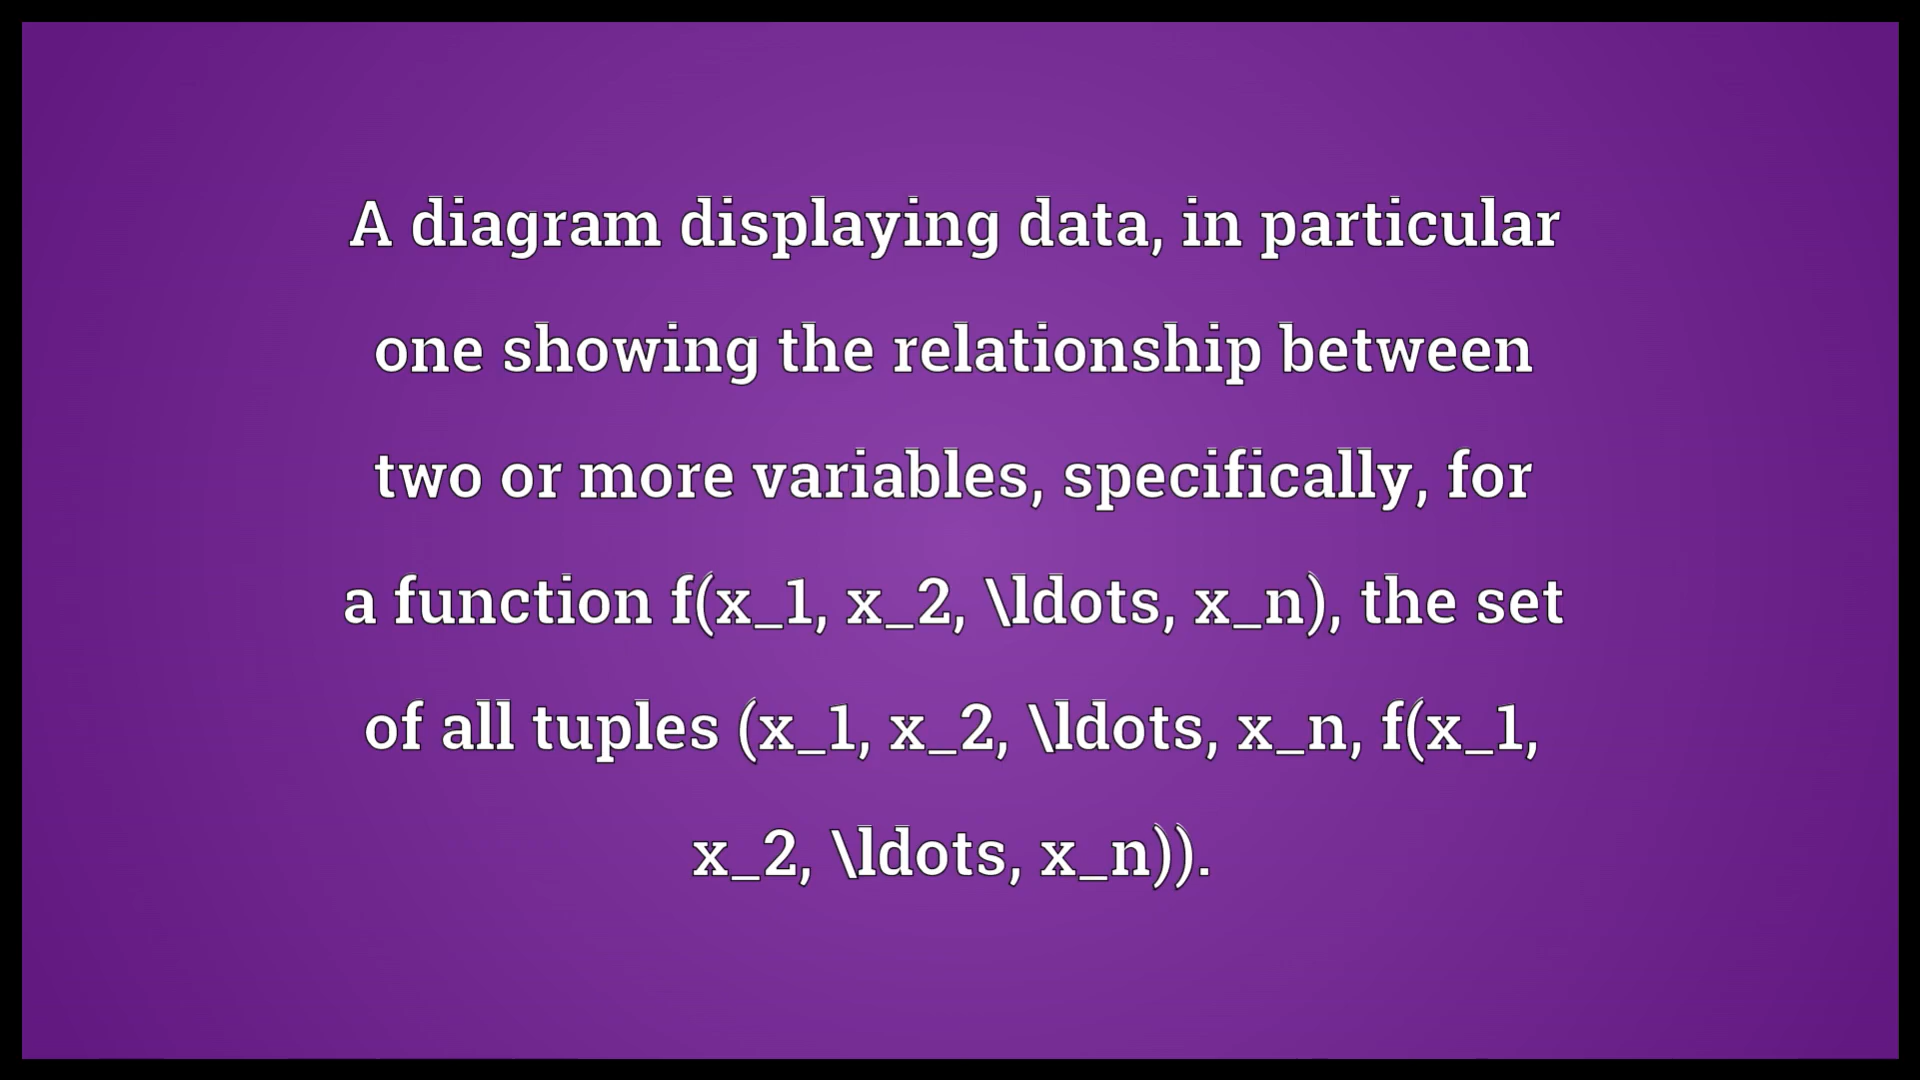 A diagram displaying data, in particular
one showing the relationship between
two or more variables, specifically, for
a function f(x_1, x_2, \ldots, x_n), the set
of all tuples (x_1, x_2, \ldots, x_n, f(x_1,
x_2, \ldots, x_n)).